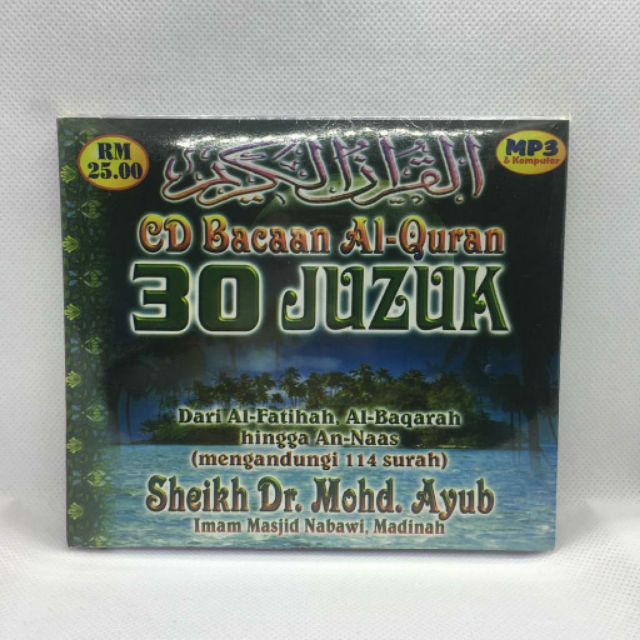 RM
25.00
القرآن الكريم
MP3
& Komputer
CD Bacaan Al-Quran
30 JUZUK
Dari Al-Fatihah, Al-Baqarah
hingga An-Naas
(mengandungi 114 surah)
Sheikh Dr. Mohd. Ayub
Imam Masjid Nabawi, Madinah